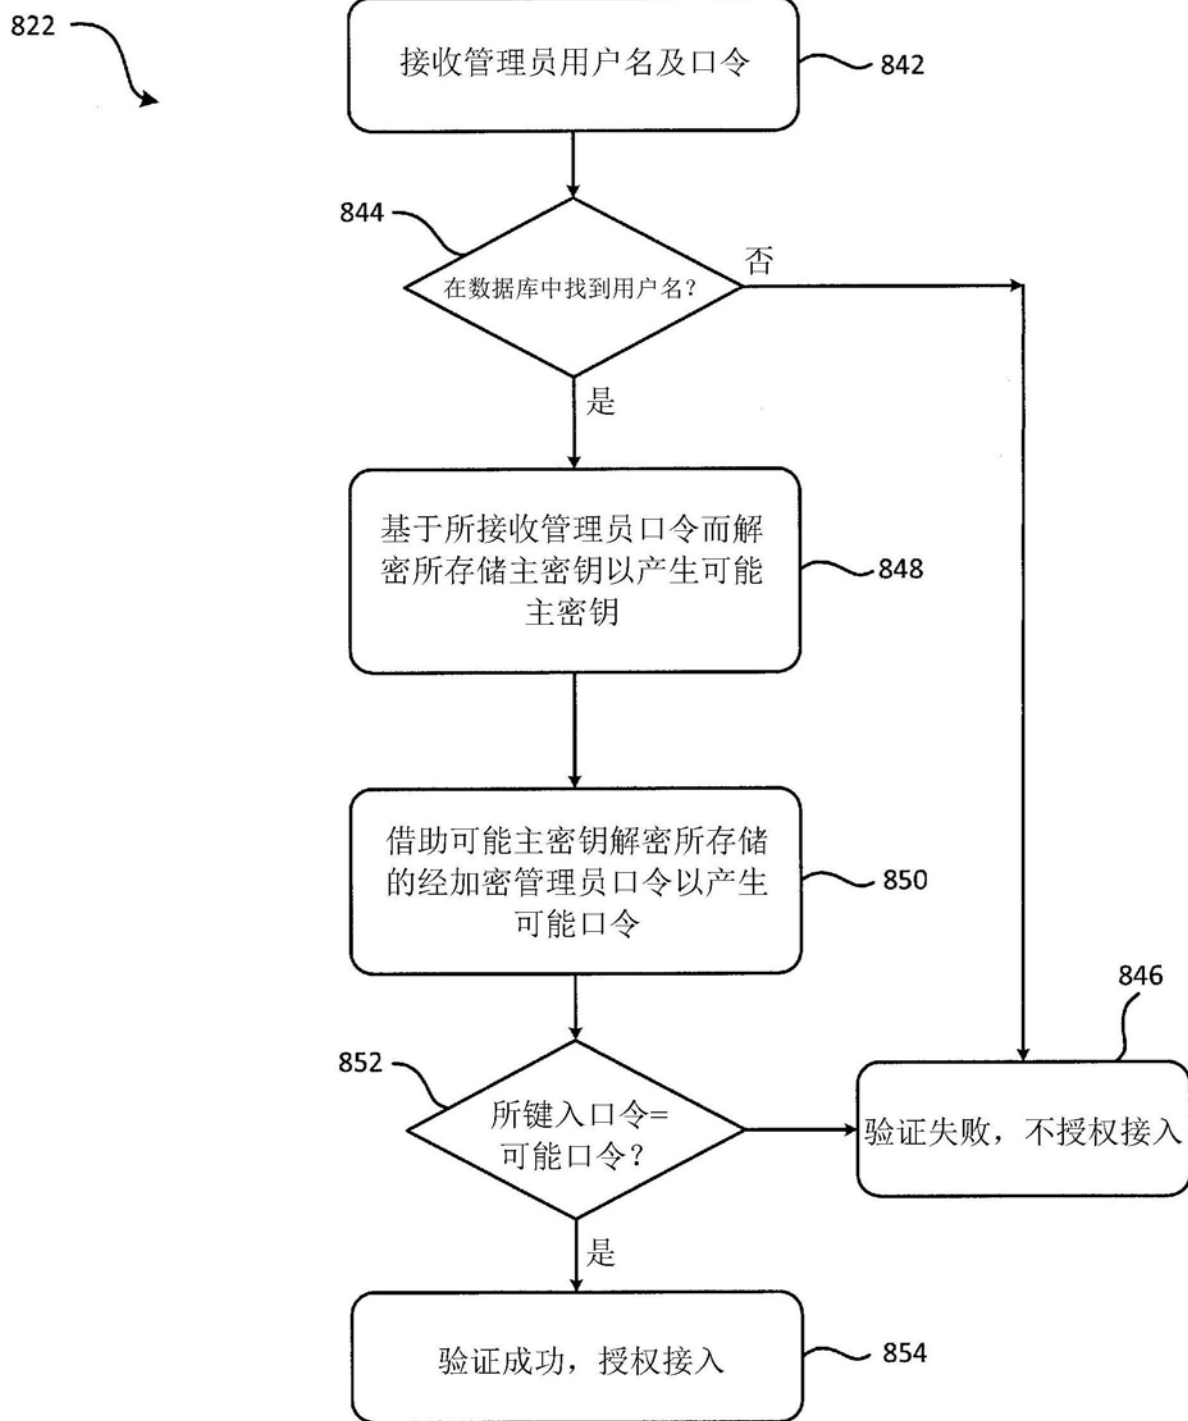 822
接收管理员用户名及口令
842
844
在数据库中找到用户名？
否
是
基于所接收管理员口令而解
密所存储主密钥以产生可能
主密钥
848
借助可能主密钥解密所存储
的经加密管理员口令以产生
可能口令
850
846
852
所键入口令=
可能口令？
验证失败，不授权接入
是
验证成功，授权接入
854